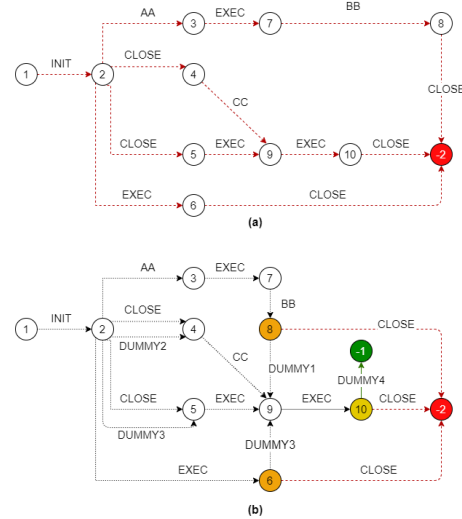 AA EXEC BB
3 7 8
INIT CLOSE
1 2 4
CC CLOSE
CLOSE EXEC EXEC CLOSE
5 9 10 -2
EXEC CLOSE
6
(a)
AA EXEC
3 7
BB
INIT CLOSE CLOSE
1 2 4 8
DUMMY2
-1
CC DUMMY1
DUMMY4
CLOSE EXEC EXEC CLOSE
5 9 10 -2
DUMMY3
DUMMY3
EXEC CLOSE
6
(b)